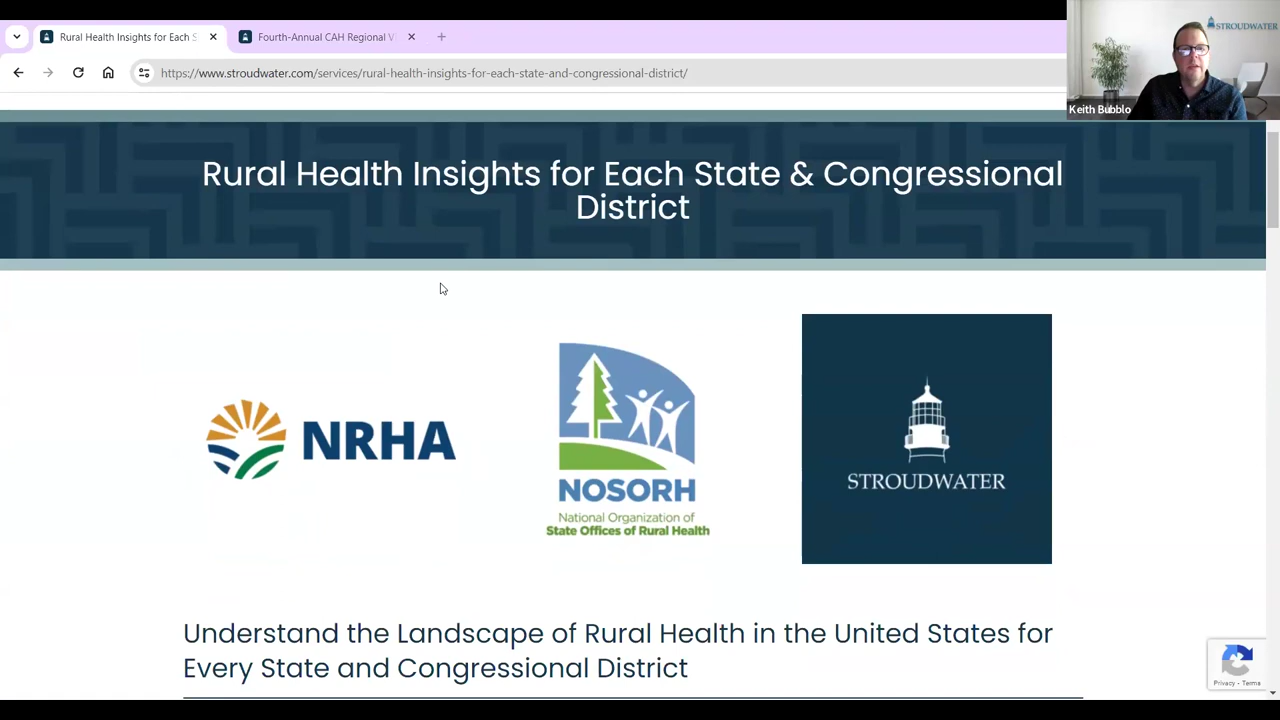 Rural Health Insights for Each S
Fourth-Annual CAH Regional V
https://www.stroudwater.com/services/rural-health-insights-for-each-state-and-congressional-district/
STROUDWATER
Keith Bubblo
Rural Health Insights for Each State & Congressional
District
NRHA
NOSORH
National Organization of
State Offices of Rural Health
STROUDWATER
Understand the Landscape of Rural Health in the United States for
Every State and Congressional District
Privacy - Terms